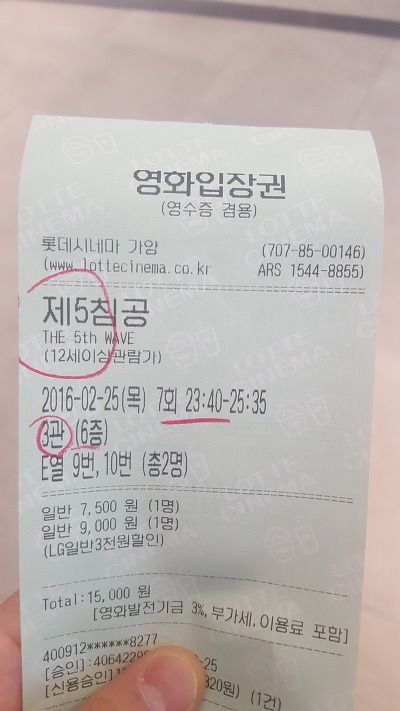 영화입장권
(영수증 겸용)
롯데시네마 가양 (707-85-00146)
(www.lottecinema.co.kr ARS 1544-8855)
제5침공
THE 5th WAVE
(12세이상관람가)
2016-02-25(목) 7회 23:40-25:35
3관 (6층)
E열 9번,10번 (총2명)
일반 7,500 원 (1명)
일반 9,000 원 (1명)
(LG일반3천원할인)
Total:15,000 원
[영화발전기금 3%,부가세,이용료 포함]
400912******8277
[승인]:4064229 -25
[신용승인]1 320원) (1건)